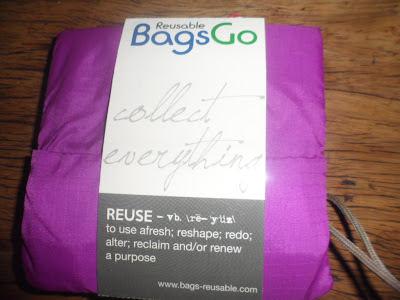 Reusable
BagsGo
collect
everything
REUSE – vb. \rē-ˈyüz\
to use afresh; reshape; redo;
alter; reclaim and/or renew
a purpose
www.bags-reusable.com